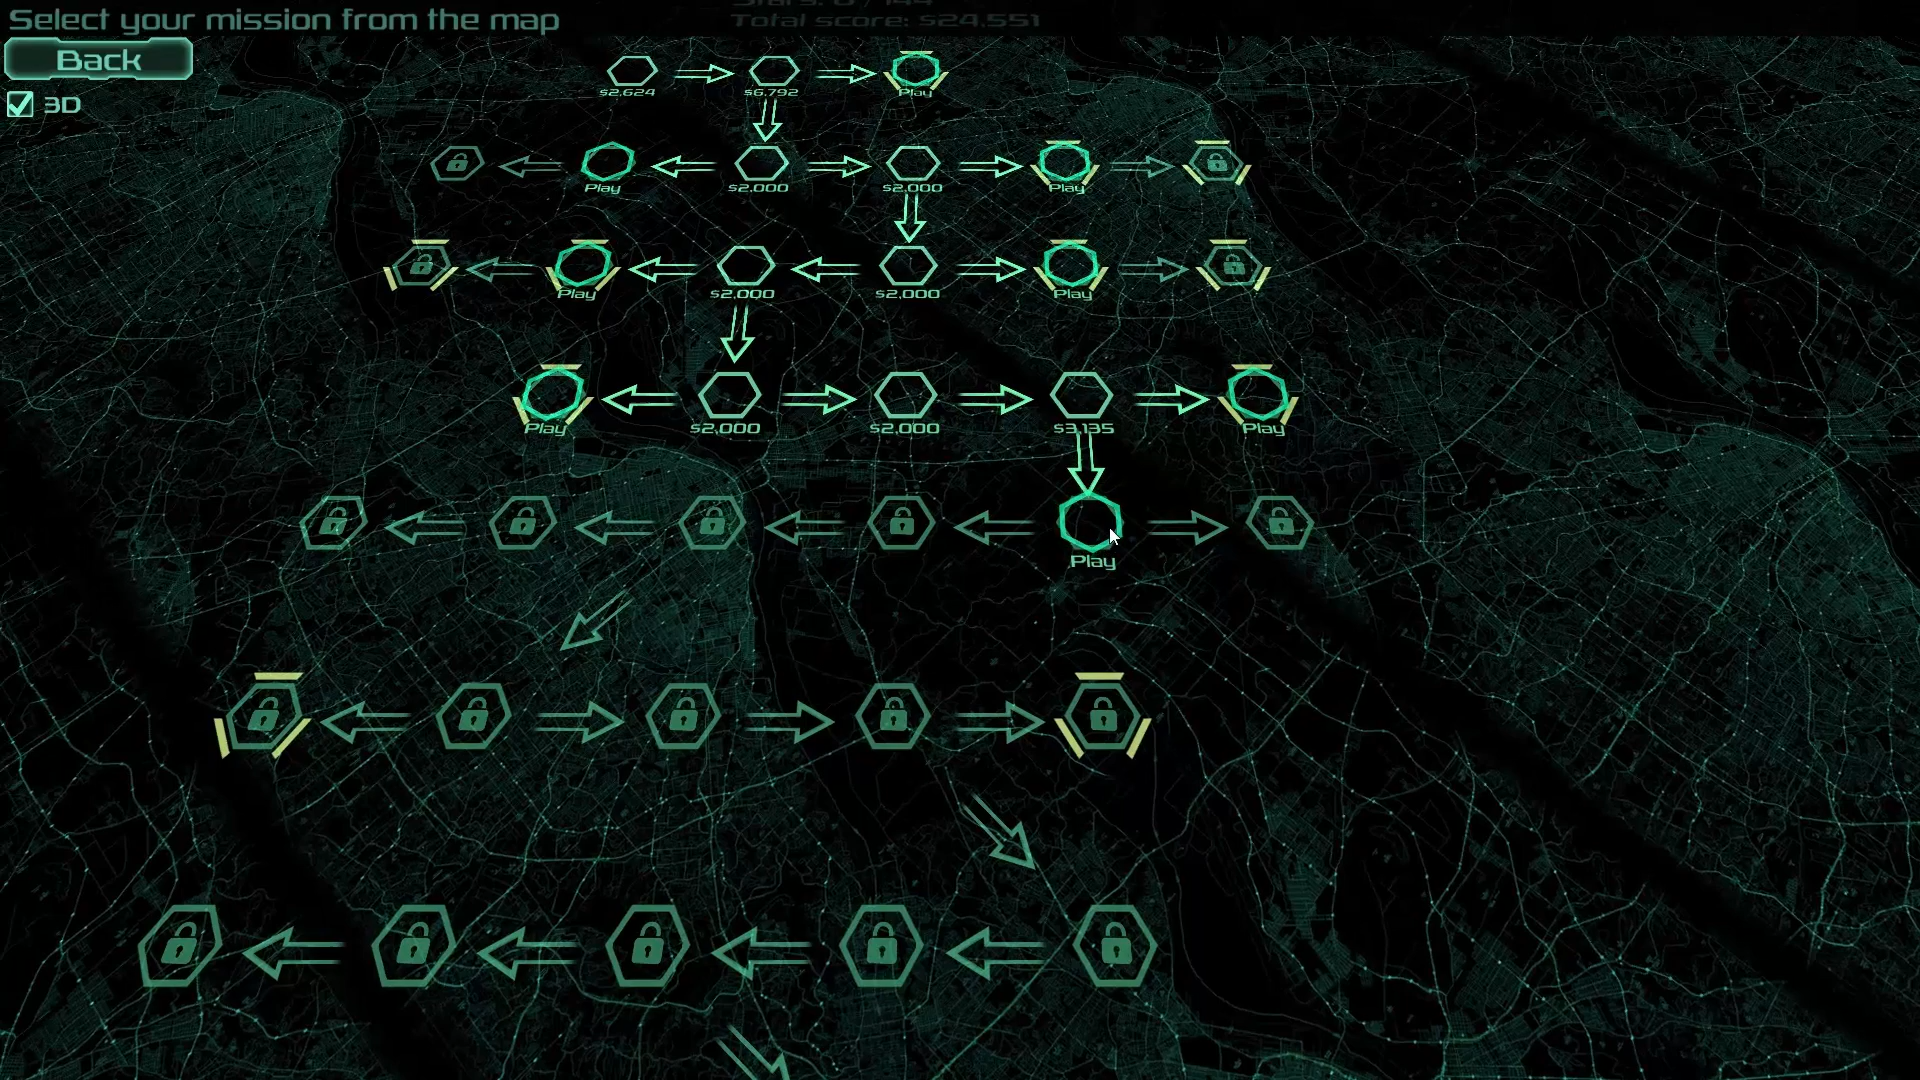 Select your mission from the map
Total score: $24,551
Back
3D
$2,624
$6,792
Play
Play
$2,000
$2,000
Play
Play
$2,000
$2,000
Play
Play
$2,000
$2,000
$3,135
Play
Play